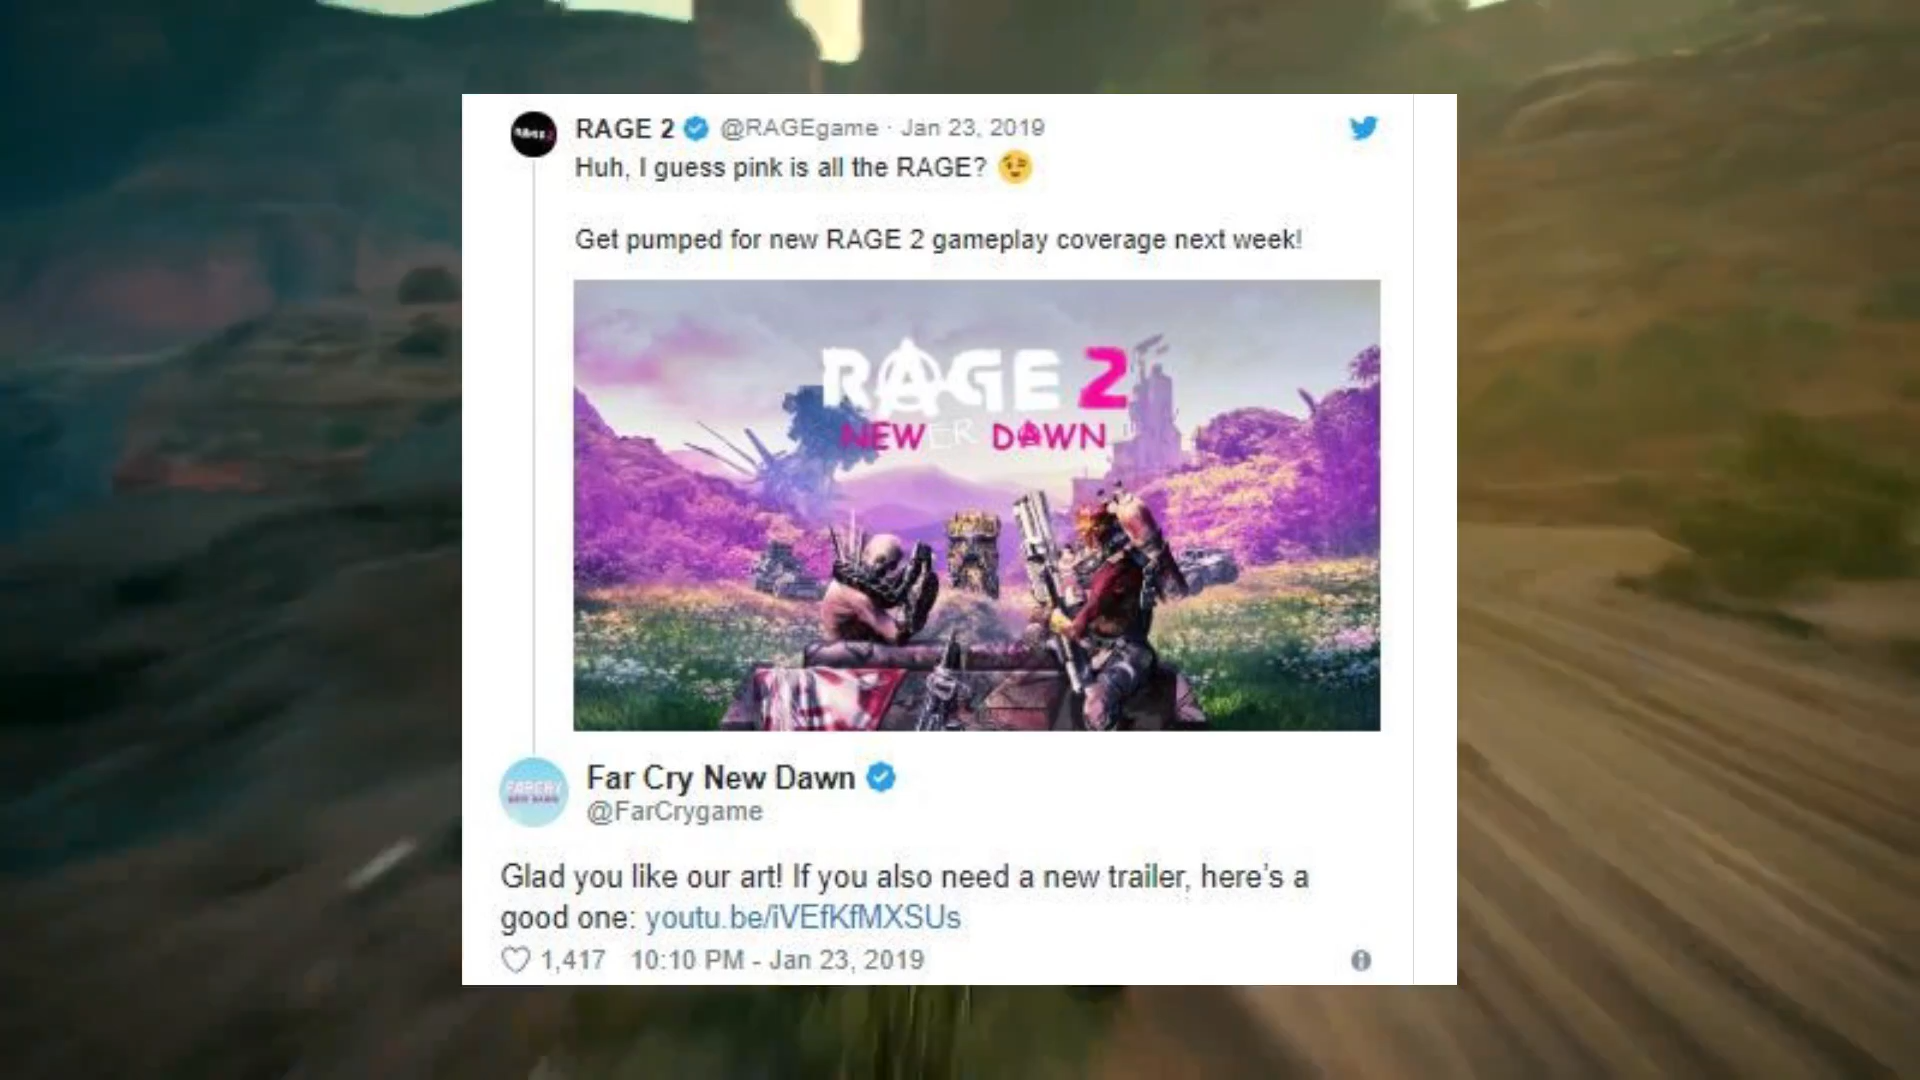 RAGE 2 @RAGEgame · Jan 23, 2019
Huh, I guess pink is all the RAGE? 😉
Get pumped for new RAGE 2 gameplay coverage next week!
RAGE 2
NEWER DAWN
Far Cry New Dawn
FARCRY
NEW DAWN
@FarCrygame
Glad you like our art! If you also need a new trailer, here's a
good one: youtu.be/iVEfKfMXSUs
1,417 10:10 PM - Jan 23, 2019